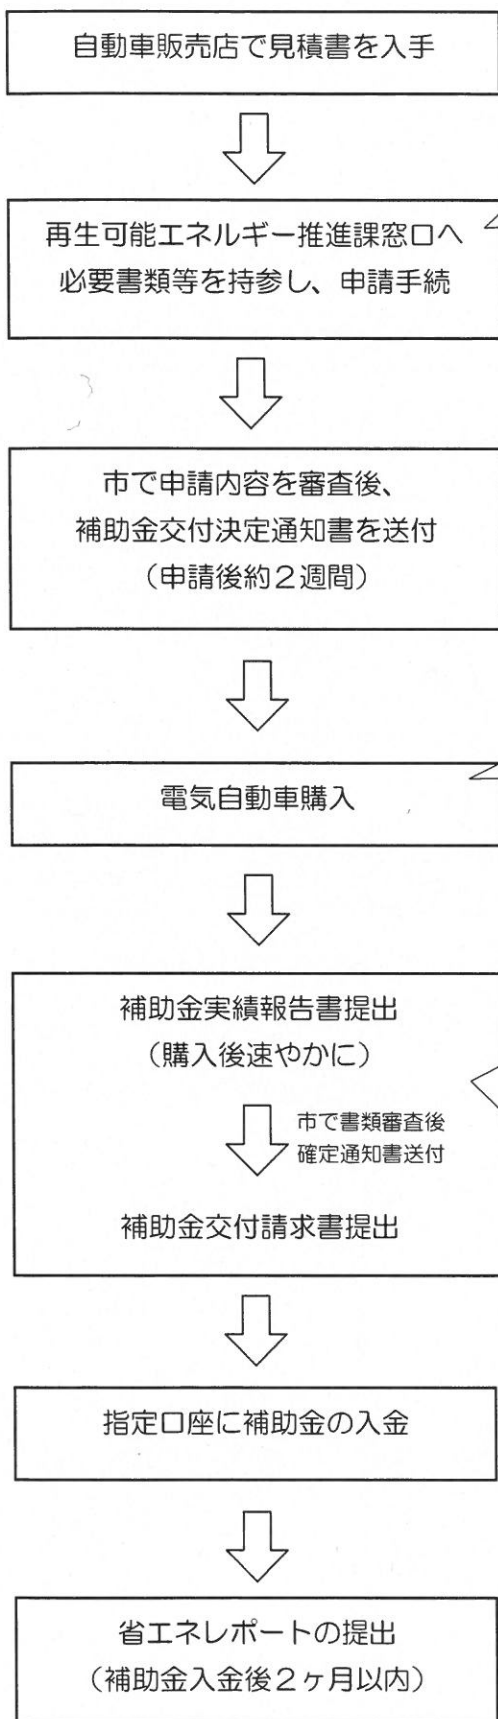 自動車販売店で見積書を入手
再生可能エネルギー推進課窓口へ
必要書類等を持参し、申請手続
市で申請内容を審査後、
補助金交付決定通知書を送付
(申請後約2週間)
電気自動車購入
補助金実績報告書提出
(購入後速やかに)
市で書類審査後
確定通知書送付
補助金交付請求書提出
指定口座に補助金の入金
省エネレポートの提出
(補助金入金後2ヶ月以内)